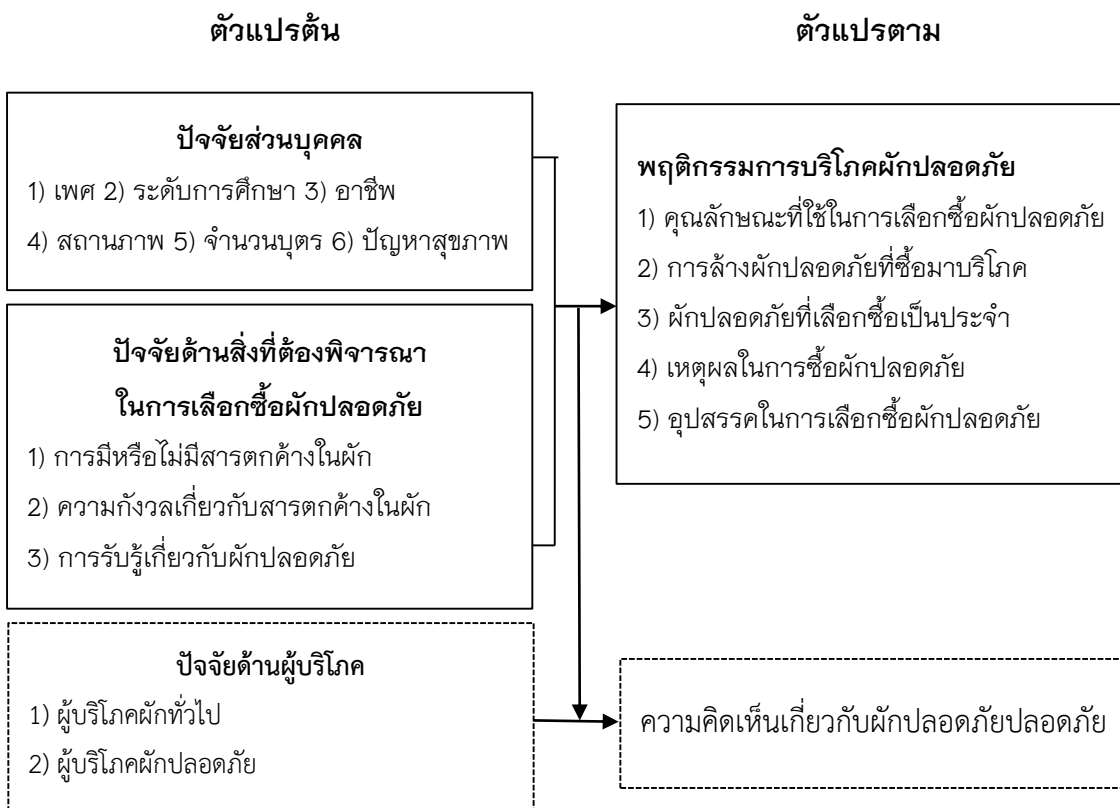 ตัวแปรต้น
ปัจจัยส่วนบุคคล
1) เพศ 2) ระดับการศึกษา 3) อาชีพ
4) สถานภาพ 5) จำนวนบุตร 6) ปัญหาสุขภาพ
ปัจจัยด้านสิ่งที่ต้องพิจารณา
ในการเลือกซื้อผักปลอดภัย
1) การมีหรือไม่มีสารตกค้างในผัก
2) ความกังวลเกี่ยวกับสารตกค้างในผัก
3) การรับรู้เกี่ยวกับผักปลอดภัย
ปัจจัยด้านผู้บริโภค
1) ผู้บริโภคผักทั่วไป
2) ผู้บริโภคผักปลอดภัย
ตัวแปรตาม
พฤติกรรมการบริโภคผักปลอดภัย
1) คุณลักษณะที่ใช้ในการเลือกซื้อผักปลอดภัย
2) การล้างผักปลอดภัยที่ซื้อมาบริโภค
3) ผักปลอดภัยที่เลือกซื้อเป็นประจำ
4) เหตุผลในการซื้อผักปลอดภัย
5) อุปสรรคในการเลือกซื้อผักปลอดภัย
ความคิดเห็นเกี่ยวกับผักปลอดภัยปลอดภัย